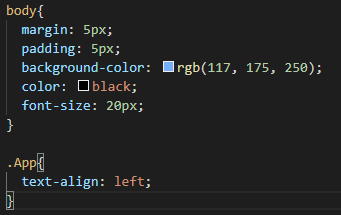 body{
  margin: 5px;
  padding: 5px;
  background-color: rgb(117, 175, 250);
  color: black;
  font-size: 20px;
}

.App{
  text-align: left;
}